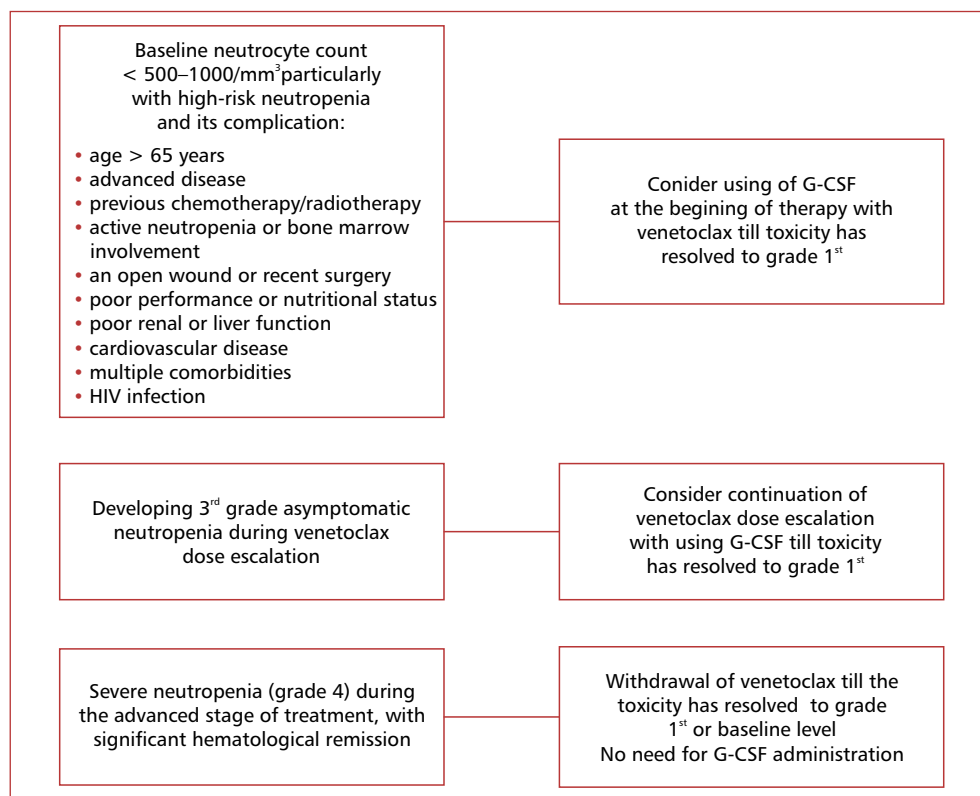 Baseline neutrocyte count
< 500–1000/mm³particularly
with high-risk neutropenia
and its complication:
• age > 65 years
• advanced disease
• previous chemotherapy/radiotherapy
• active neutropenia or bone marrow
involvement
• an open wound or recent surgery
• poor performance or nutritional status
• poor renal or liver function
• cardiovascular disease
• multiple comorbidities
• HIV infection
Conider using of G-CSF
at the begining of therapy with
venetoclax till toxicity has
resolved to grade 1st
Developing 3rd grade asymptomatic
neutropenia during venetoclax
dose escalation
Consider continuation of
venetoclax dose escalation
with using G-CSF till toxicity
has resolved to grade 1st
Severe neutropenia (grade 4) during
the advanced stage of treatment, with
significant hematological remission
Withdrawal of venetoclax till the
toxicity has resolved to grade
1st or baseline level
No need for G-CSF administration